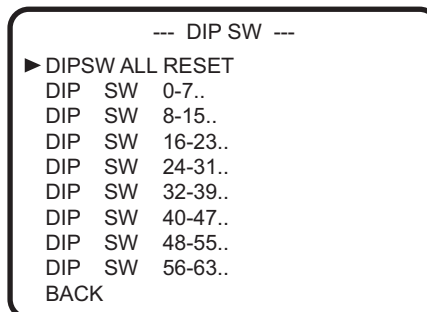 --- DIP SW ---
►DIPSW ALL RESET
DIP SW 0-7..
DIP SW 8-15..
DIP SW 16-23..
DIP SW 24-31..
DIP SW 32-39..
DIP SW 40-47..
DIP SW 48-55..
DIP SW 56-63..
BACK